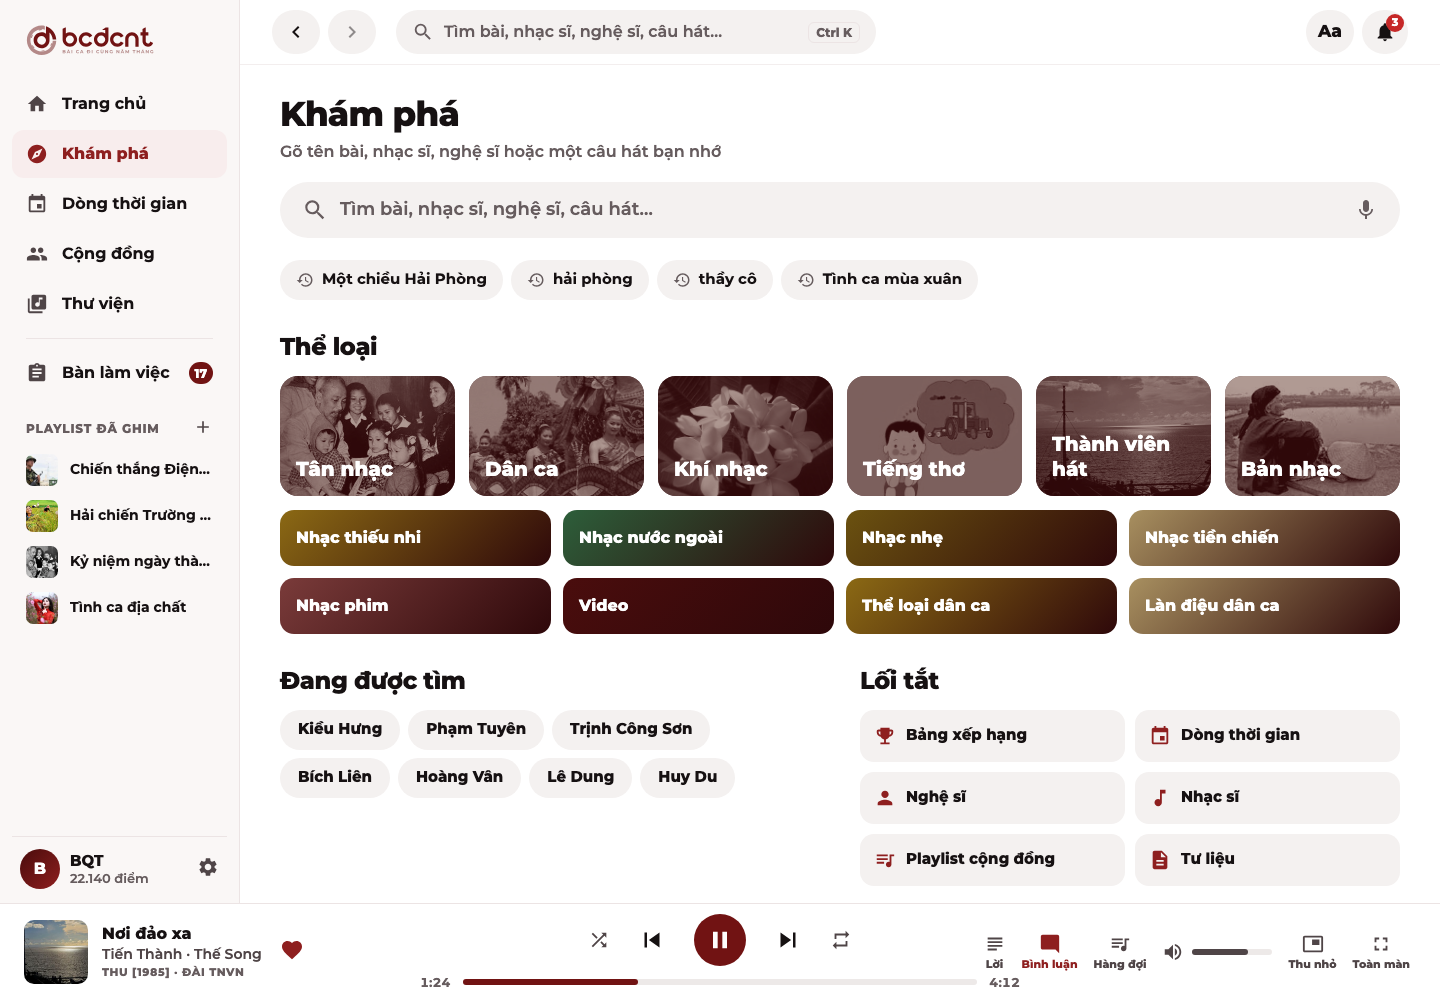 bcdcnt
BÀI CA ĐI CÙNG NĂM THÁNG
Trang chủ
Khám phá
Dòng thời gian
Cộng đồng
Thư viện
Bàn làm việc 17
PLAYLIST ĐÃ GHIM
Chiến thắng Điện...
Hải chiến Trường ...
Kỷ niệm ngày thà...
Tình ca địa chất
B
BQT
22.140 điểm
Tìm bài, nhạc sĩ, nghệ sĩ, câu hát... Ctrl K
Aa
3
Khám phá
Gõ tên bài, nhạc sĩ, nghệ sĩ hoặc một câu hát bạn nhớ
Tìm bài, nhạc sĩ, nghệ sĩ, câu hát...
Một chiều Hải Phòng
hải phòng
thầy cô
Tình ca mùa xuân
Thể loại
Tân nhạc
Dân ca
Khí nhạc
Tiếng thơ
Thành viên
hát
Bản nhạc
Nhạc thiếu nhi
Nhạc nước ngoài
Nhạc nhẹ
Nhạc tiền chiến
Nhạc phim
Video
Thể loại dân ca
Làn điệu dân ca
Đang được tìm
Kiều Hưng
Phạm Tuyên
Trịnh Công Sơn
Bích Liên
Hoàng Vân
Lê Dung
Huy Du
Lối tắt
Bảng xếp hạng
Dòng thời gian
Nghệ sĩ
Nhạc sĩ
Playlist cộng đồng
Tư liệu
Nơi đảo xa
Tiến Thành · Thế Song
THU [1985] · ĐÀI TNVN
1:24
4:12
Lời
Bình luận
Hàng đợi
Thu nhỏ
Toàn màn